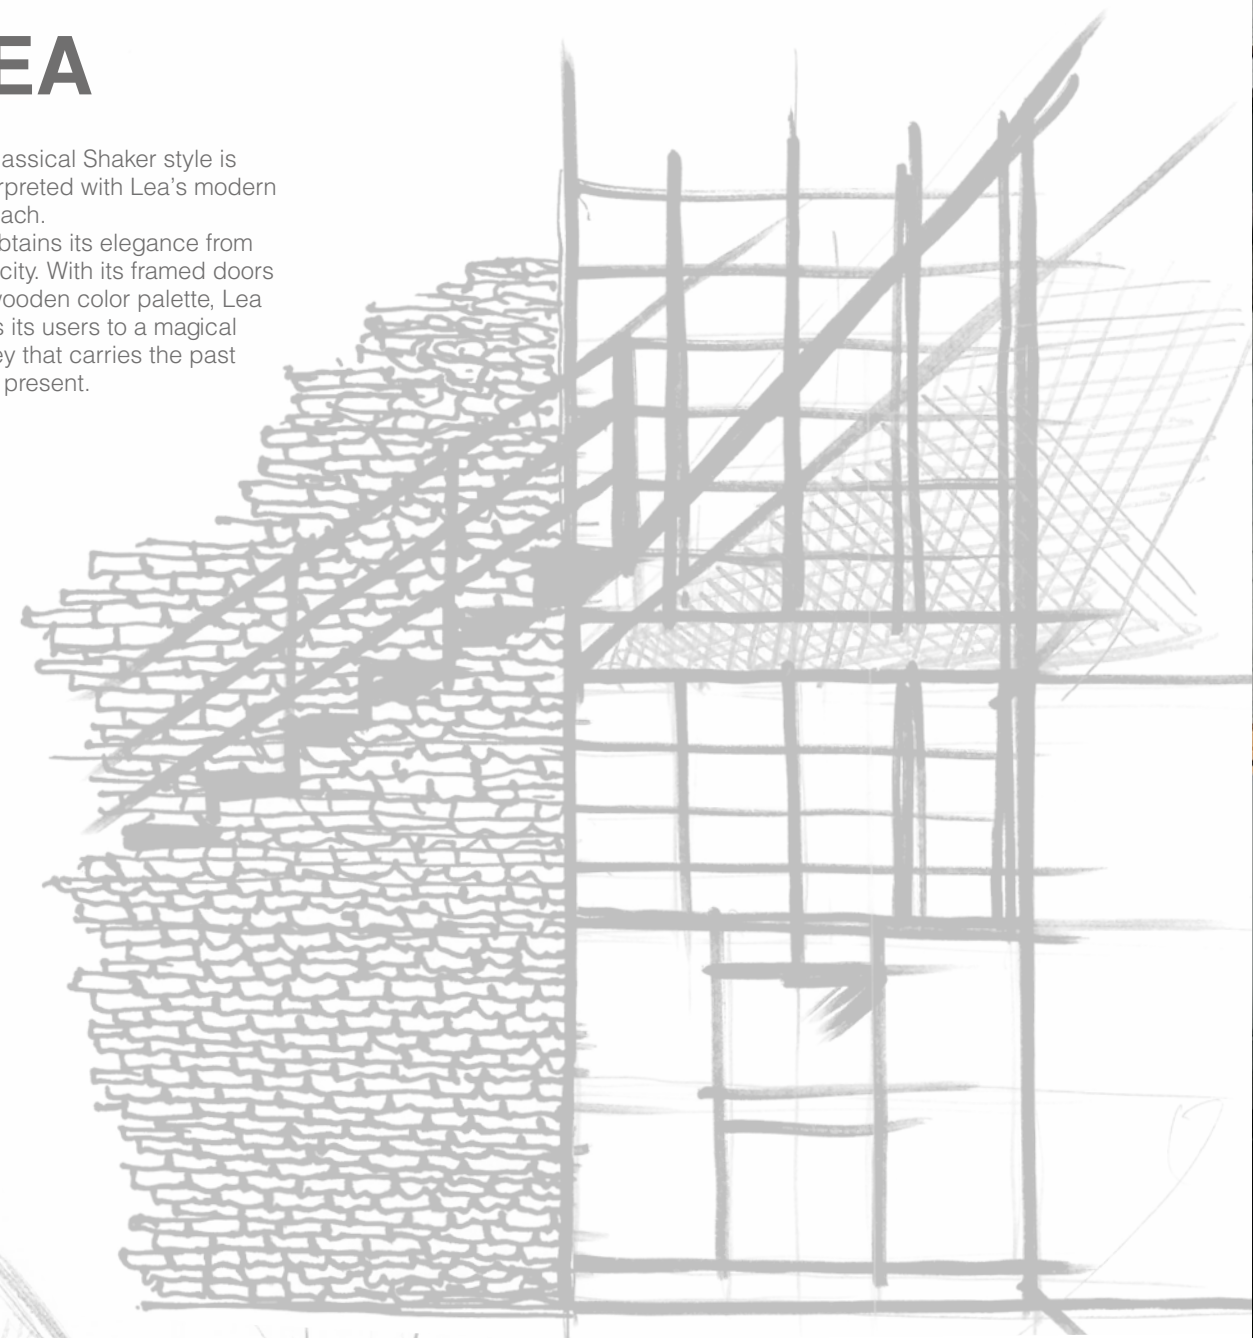 EA
lassical Shaker style is
rpreted with Lea’s modern
ach.
btains its elegance from
city. With its framed doors
vooden color palette, Lea
s its users to a magical
ey that carries the past
present.